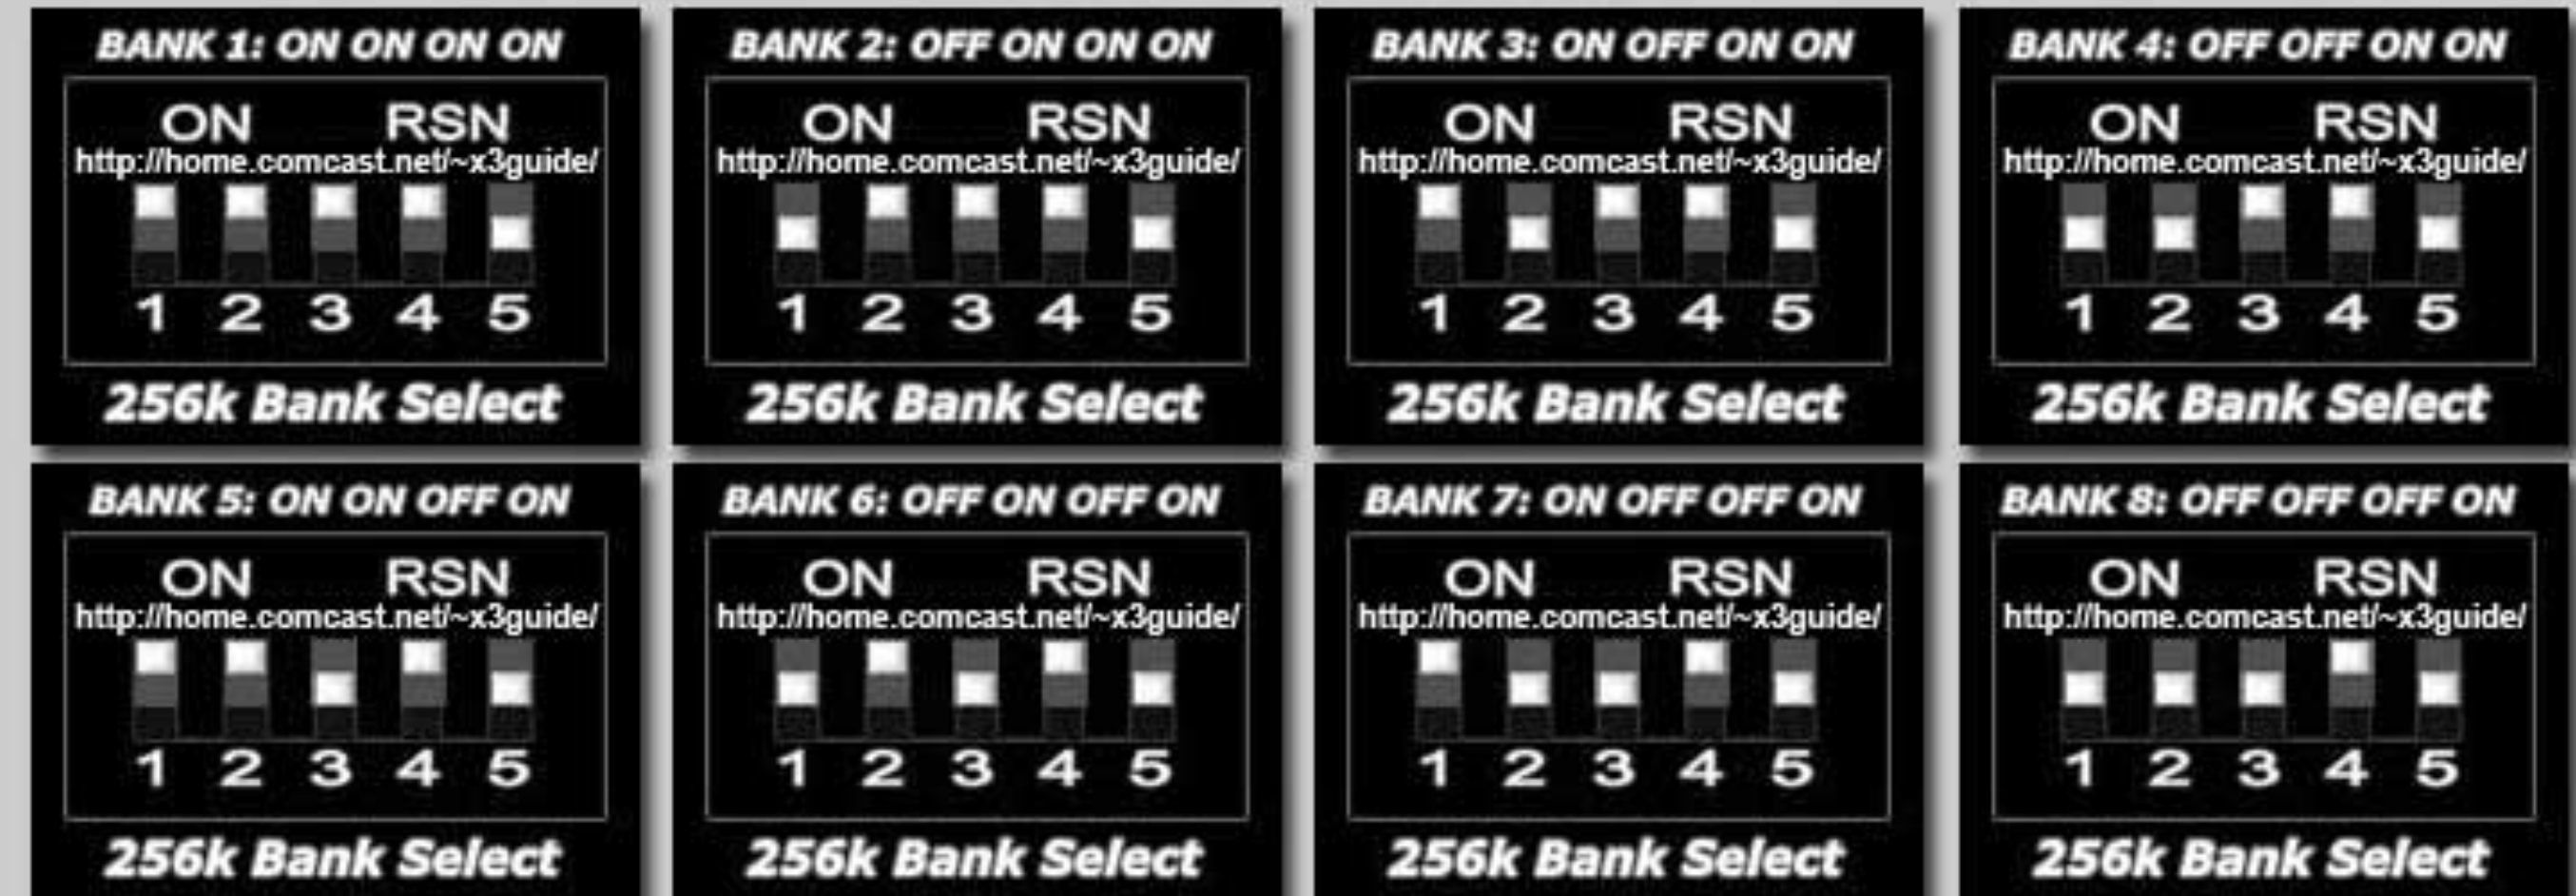 BANK 1: ON ON ON ON
ON RSN
http://home.comcast.net/~x3guide/
1 2 3 4 5
256k Bank Select
BANK 2: OFF ON ON ON
ON RSN
http://home.comcast.net/~x3guide/
1 2 3 4 5
256k Bank Select
BANK 3: ON OFF ON ON
ON RSN
http://home.comcast.net/~x3guide/
1 2 3 4 5
256k Bank Select
BANK 4: OFF OFF ON ON
ON RSN
http://home.comcast.net/~x3guide/
1 2 3 4 5
256k Bank Select
BANK 5: ON ON OFF ON
ON RSN
http://home.comcast.net/~x3guide/
1 2 3 4 5
256k Bank Select
BANK 6: OFF ON OFF ON
ON RSN
http://home.comcast.net/~x3guide/
1 2 3 4 5
256k Bank Select
BANK 7: ON OFF OFF ON
ON RSN
http://home.comcast.net/~x3guide/
1 2 3 4 5
256k Bank Select
BANK 8: OFF OFF OFF ON
ON RSN
http://home.comcast.net/~x3guide/
1 2 3 4 5
256k Bank Select